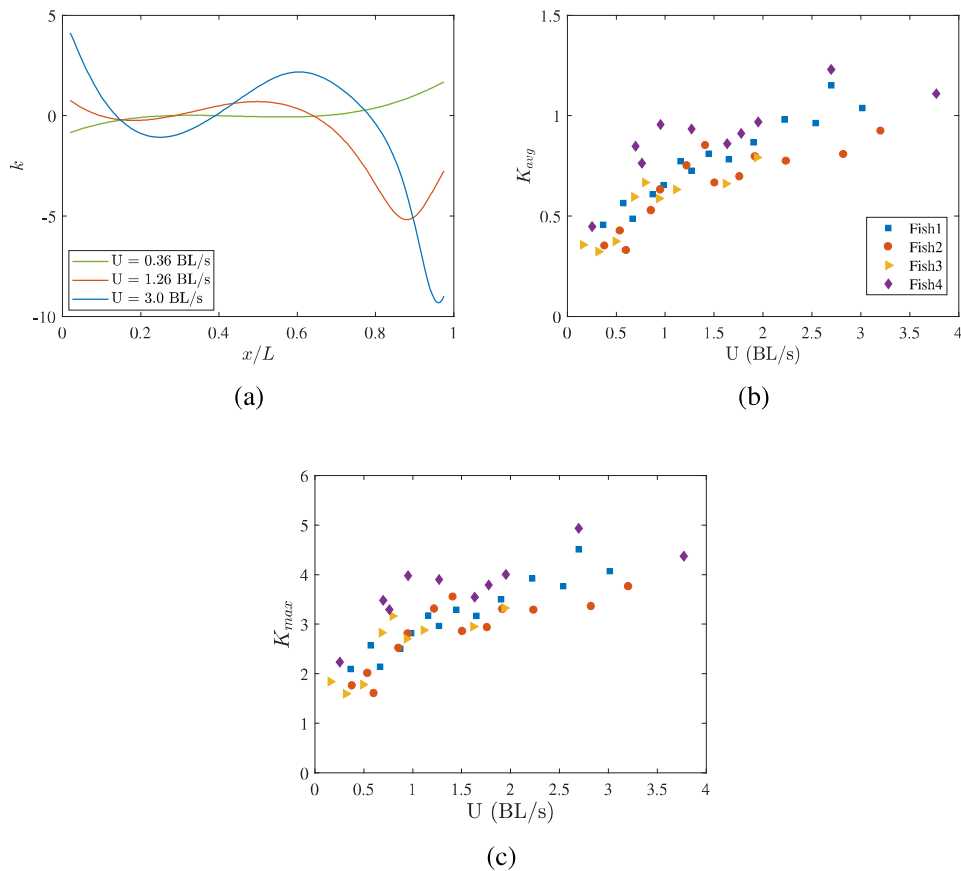 5
0
-5
-10
k
U = 0.36 BL/s
U = 1.26 BL/s
U = 3.0 BL/s
0 0.2 0.4 0.6 0.8 1
x/L
(a)
1.5
1
0.5
0
K_avg
Fish1
Fish2
Fish3
Fish4
0 0.5 1 1.5 2 2.5 3 3.5 4
U (BL/s)
(b)
6
5
4
3
2
1
0
K_max
0 0.5 1 1.5 2 2.5 3 3.5 4
U (BL/s)
(c)